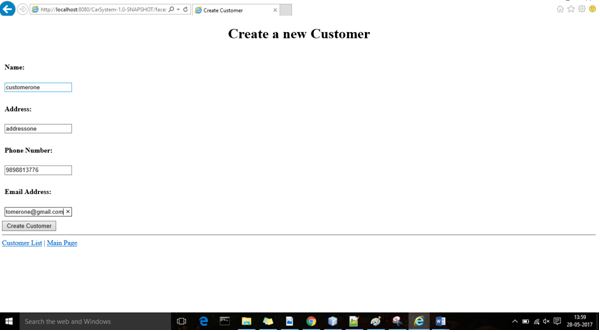 http://localhost:8080/CarSystem-1.0-SNAPSHOT/face
Create Customer
Create a new Customer
Name:
customerone
Address:
addressone
Phone Number:
9898813776
Email Address:
tomerone@gmail.com
Create Customer
Customer List | Main Page
Search the web and Windows
13:59
28-05-2017